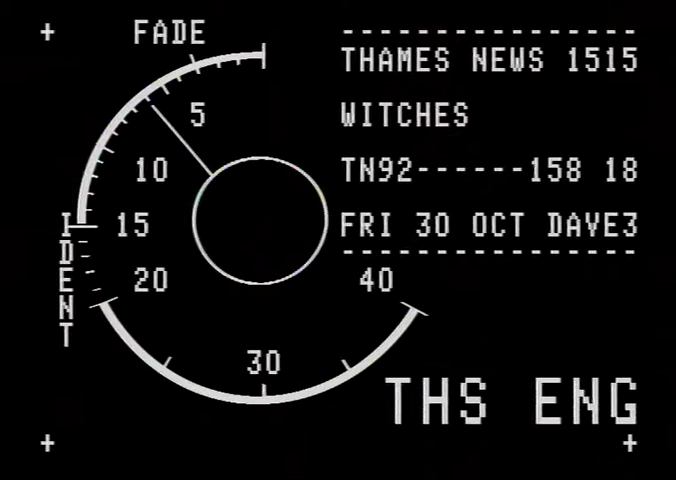 FADE
THAMES NEWS 1515
5
WITCHES
10
TN92------158 18
15
FRI 30 OCT DAVE3
IDENT
20
40
30
THS ENG